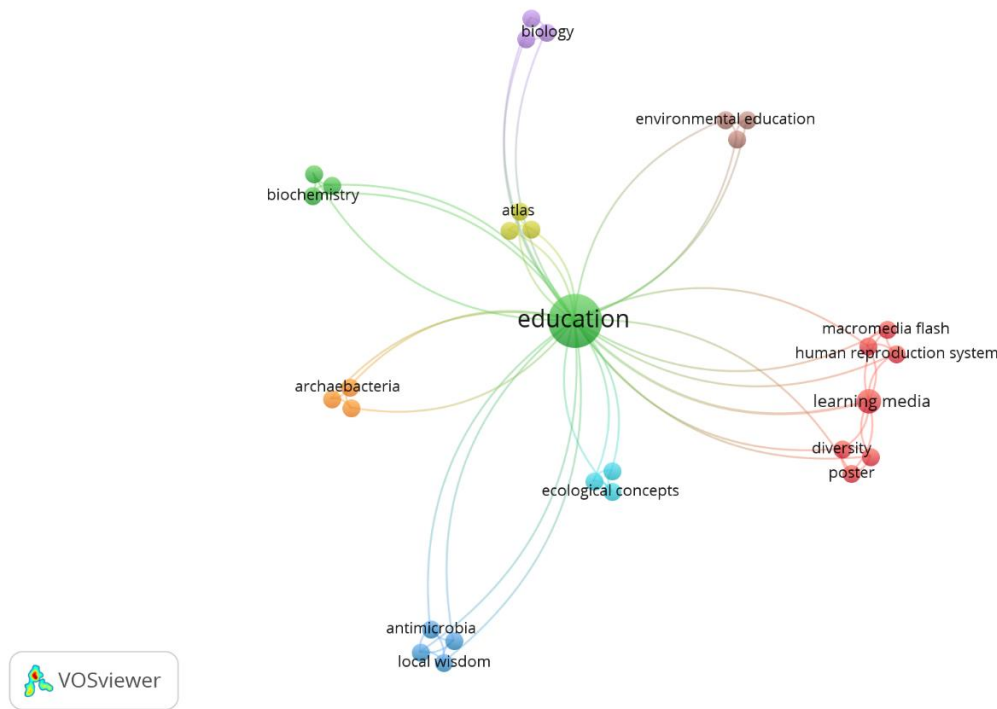 biology
environmental education
biochemistry
atlas
education
macromedia flash
human reproduction system
archaebacteria
learning media
diversity
poster
ecological concepts
antimicrobia
local wisdom
VOSviewer